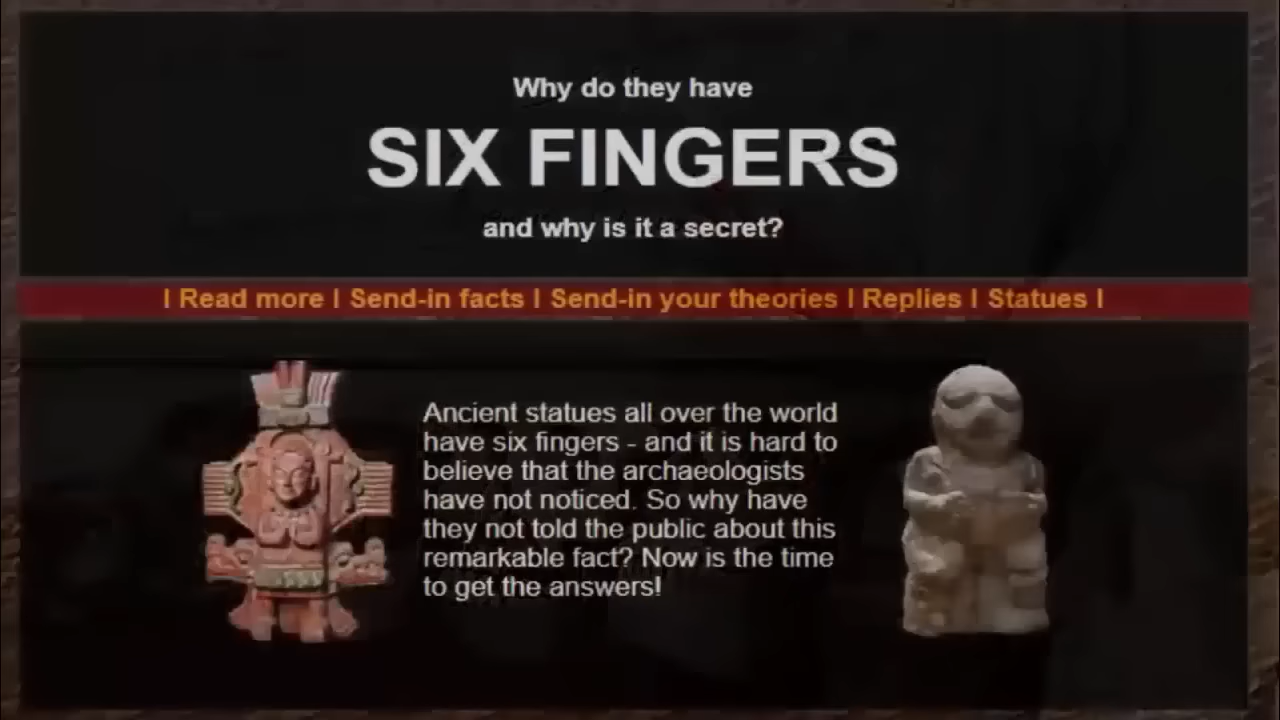 Why do they have
SIX FINGERS
and why is it a secret?
I Read more I Send-in facts I Send-in your theories I Replies I Statues I
Ancient statues all over the world
have six fingers - and it is hard to
believe that the archaeologists
have not noticed. So why have
they not told the public about this
remarkable fact? Now is the time
to get the answers!